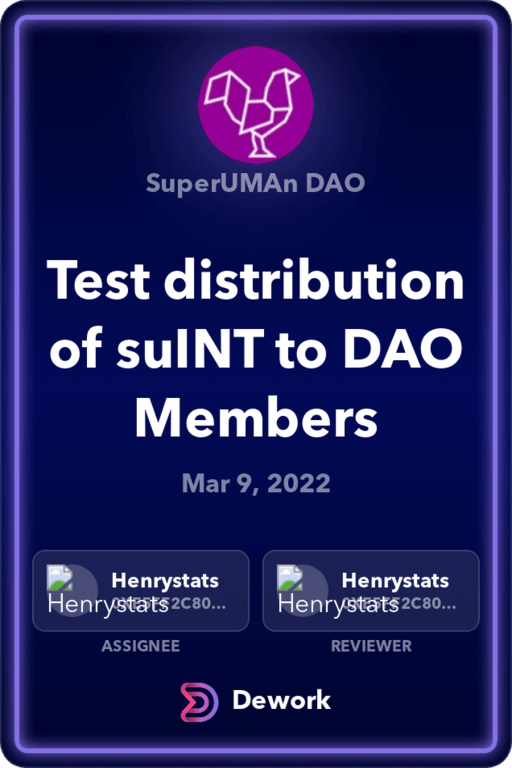 SuperUMAn DAO
Test distribution
of suINT to DAO
Members
Mar 9, 2022
Henrystats
Henrystats
Henrystats
Henrystats
ASSIGNEE
REVIEWER
Dework